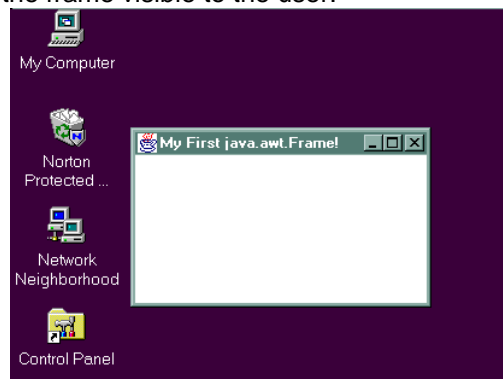 the frame visible to the user.
My Computer
My First java.awt.Frame!
Norton
Protected ...
Network
Neighborhood
Control Panel